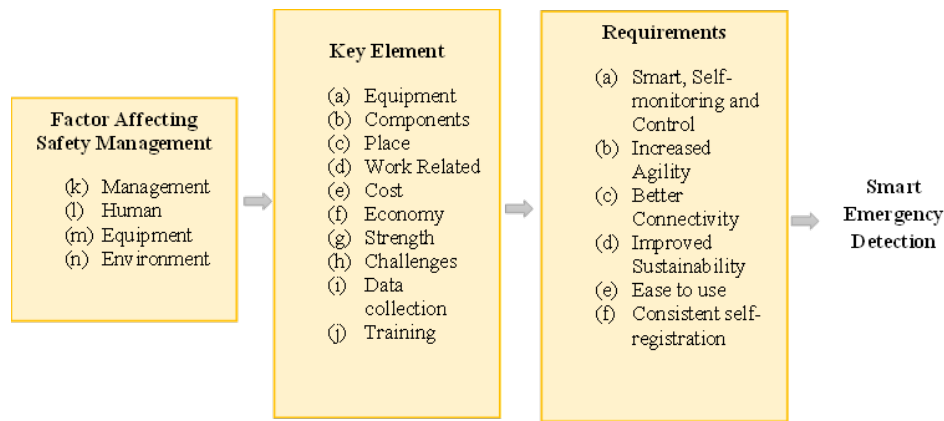 Factor Affecting
Safety Management
(k) Management
(l) Human
(m) Equipment
(n) Environment
Key Element
(a) Equipment
(b) Components
(c) Place
(d) Work Related
(e) Cost
(f) Economy
(g) Strength
(h) Challenges
(i) Data
collection
(j) Training
Requirements
(a) Smart, Self-
monitoring and
Control
(b) Increased
Agility
(c) Better
Connectivity
(d) Improved
Sustainability
(e) Ease to use
(f) Consistent self-
registration
Smart
Emergency
Detection